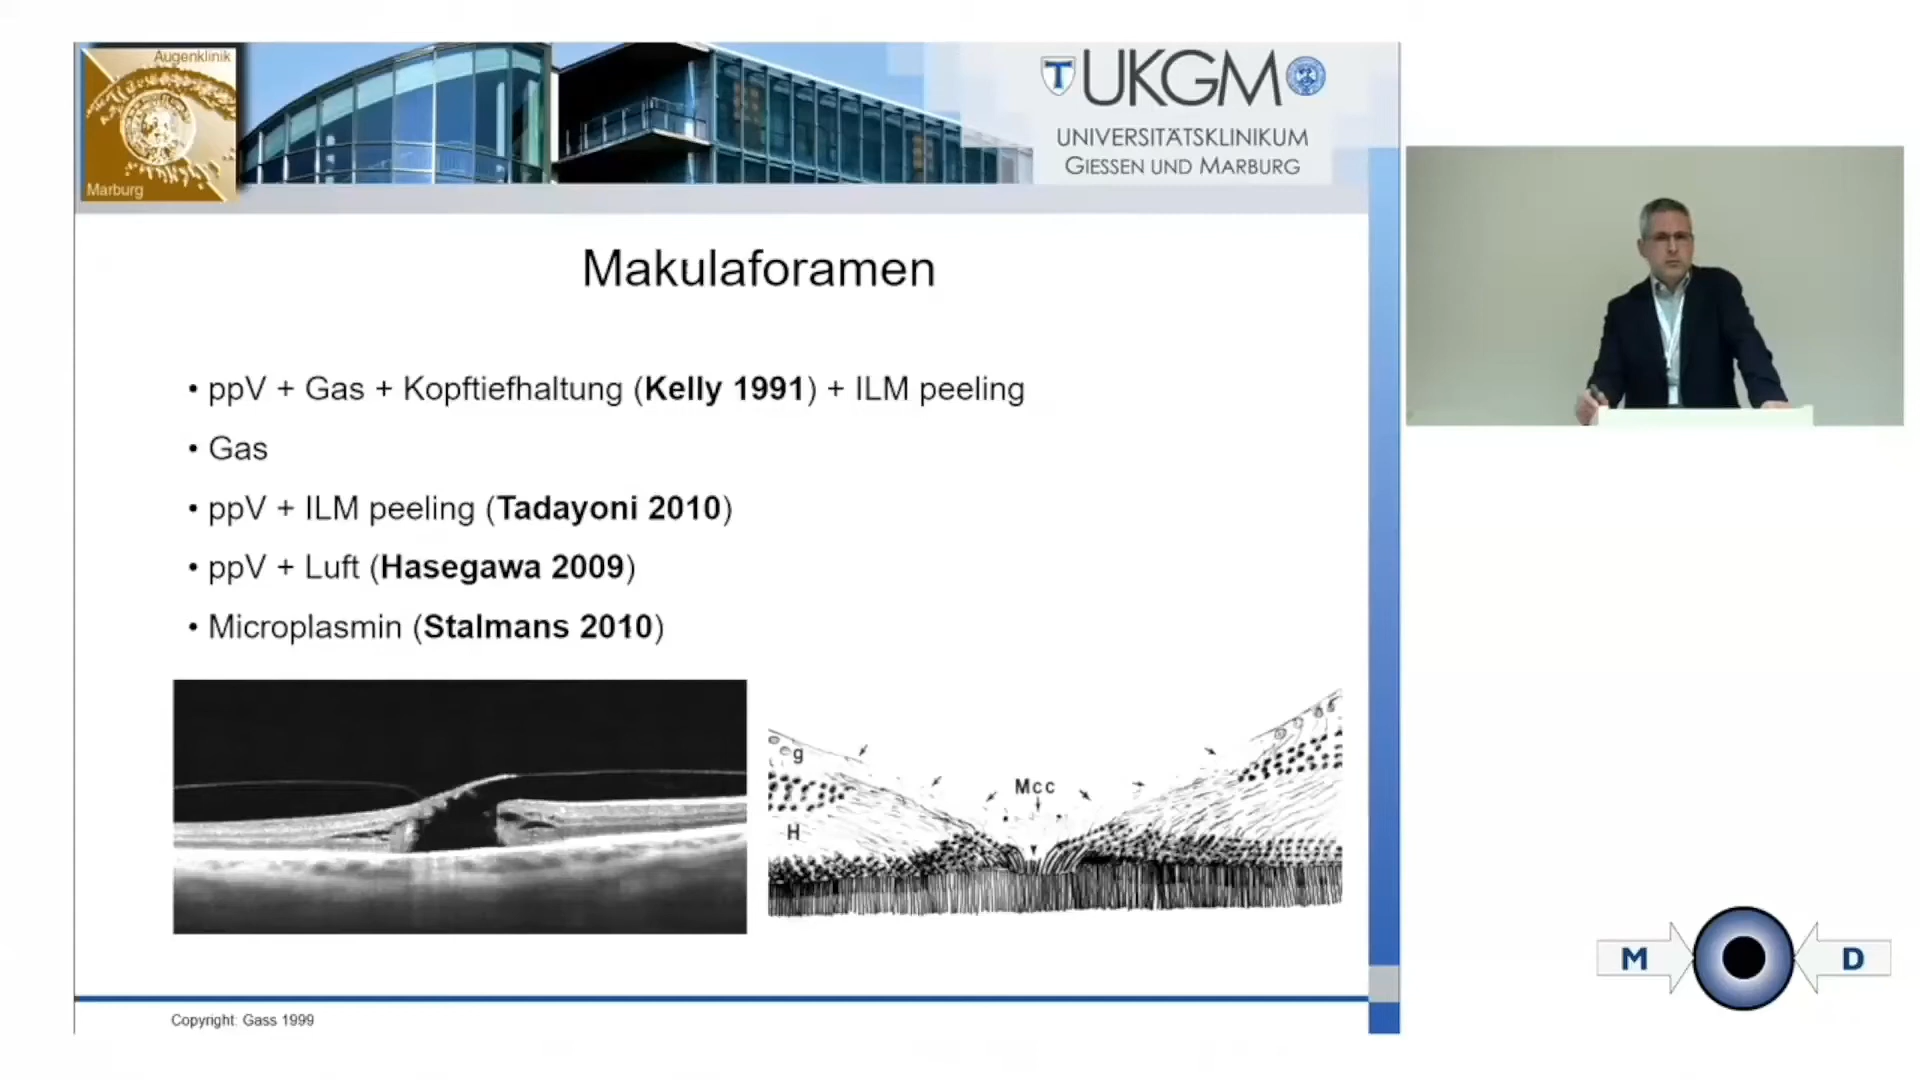 Augenklinik
Marburg
UKGM
UNIVERSITÄTSKLINIKUM
GIESSEN UND MARBURG
Makulaforamen
• ppV + Gas + Kopftiefhaltung (Kelly 1991) + ILM peeling
• Gas
• ppV + ILM peeling (Tadayoni 2010)
• ppV + Luft (Hasegawa 2009)
• Microplasmin (Stalmans 2010)
g
Mcc
H
M D
Copyright: Gass 1999